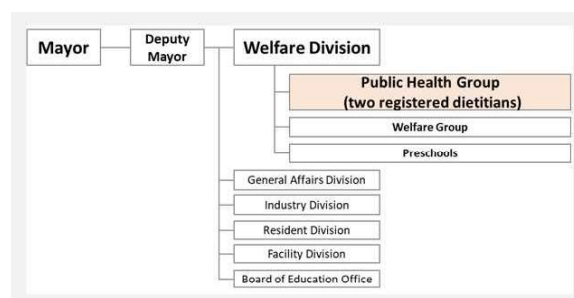 Mayor
Deputy
Mayor
Welfare Division
Public Health Group
(two registered dietitians)
Welfare Group
Preschools
General Affairs Division
Industry Division
Resident Division
Facility Division
Board of Education Office